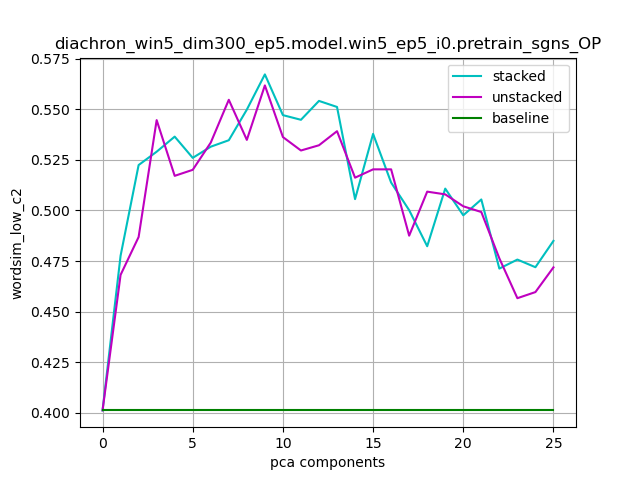 diachron_win5_dim300_ep5.model.win5_ep5_i0.pretrain_sgns_OP
stacked
unstacked
baseline
wordsim_low_c2
0.575
0.550
0.525
0.500
0.475
0.450
0.425
0.400
0 5 10 15 20 25
pca components